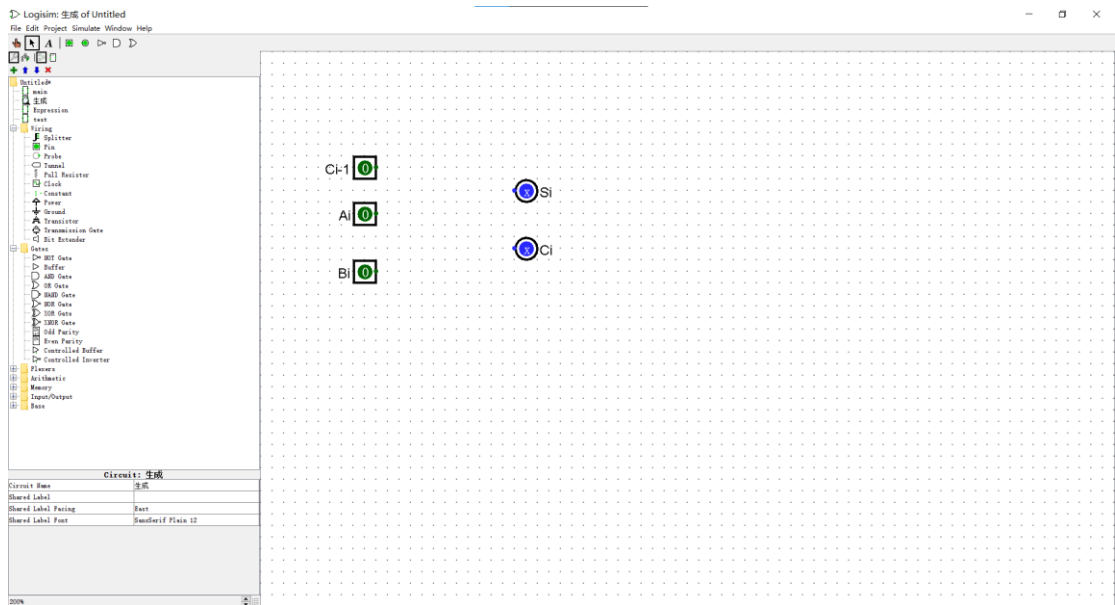 Logisim: 生成 of Untitled
File Edit Project Simulate Window Help
Untitled*
main
生成
Expression
test
Wiring
Splitter
Pin
Probe
Tunnel
Pull Resistor
Clock
Constant
Power
Ground
Transistor
Transmission Gate
Bit Extender
Gates
NOT Gate
Buffer
AND Gate
OR Gate
NAND Gate
NOR Gate
XOR Gate
XNOR Gate
Odd Parity
Even Parity
Controlled Buffer
Controlled Inverter
Plexers
Arithmetic
Memory
Input/Output
Base
Circuit: 生成
Circuit Name 生成
Shared Label
Shared Label Facing East
Shared Label Font SansSerif Plain 12
200%
Ci-1 0
x Si
Ai 0
x Ci
Bi 0